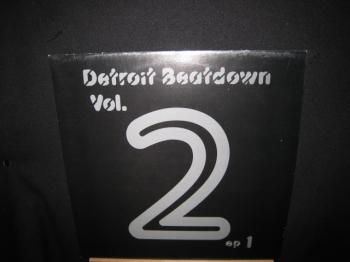 Detroit Beatdown
Vol.
2
ep 1